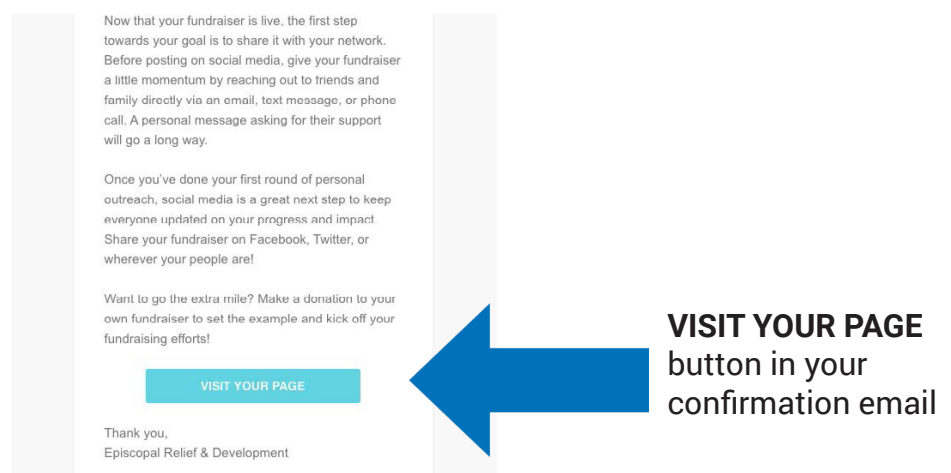 Now that your fundraiser is live, the first step
towards your goal is to share it with your network.
Before posting on social media, give your fundraiser
a little momentum by reaching out to friends and
family directly via an email, text message, or phone
call. A personal message asking for their support
will go a long way.
Once you've done your first round of personal
outreach, social media is a great next step to keep
everyone updated on your progress and impact.
Share your fundraiser on Facebook, Twitter, or
wherever your people are!
Want to go the extra mile? Make a donation to your
own fundraiser to set the example and kick off your
fundraising efforts!
VISIT YOUR PAGE
Thank you,
Episcopal Relief & Development
VISIT YOUR PAGE
button in your
confirmation email